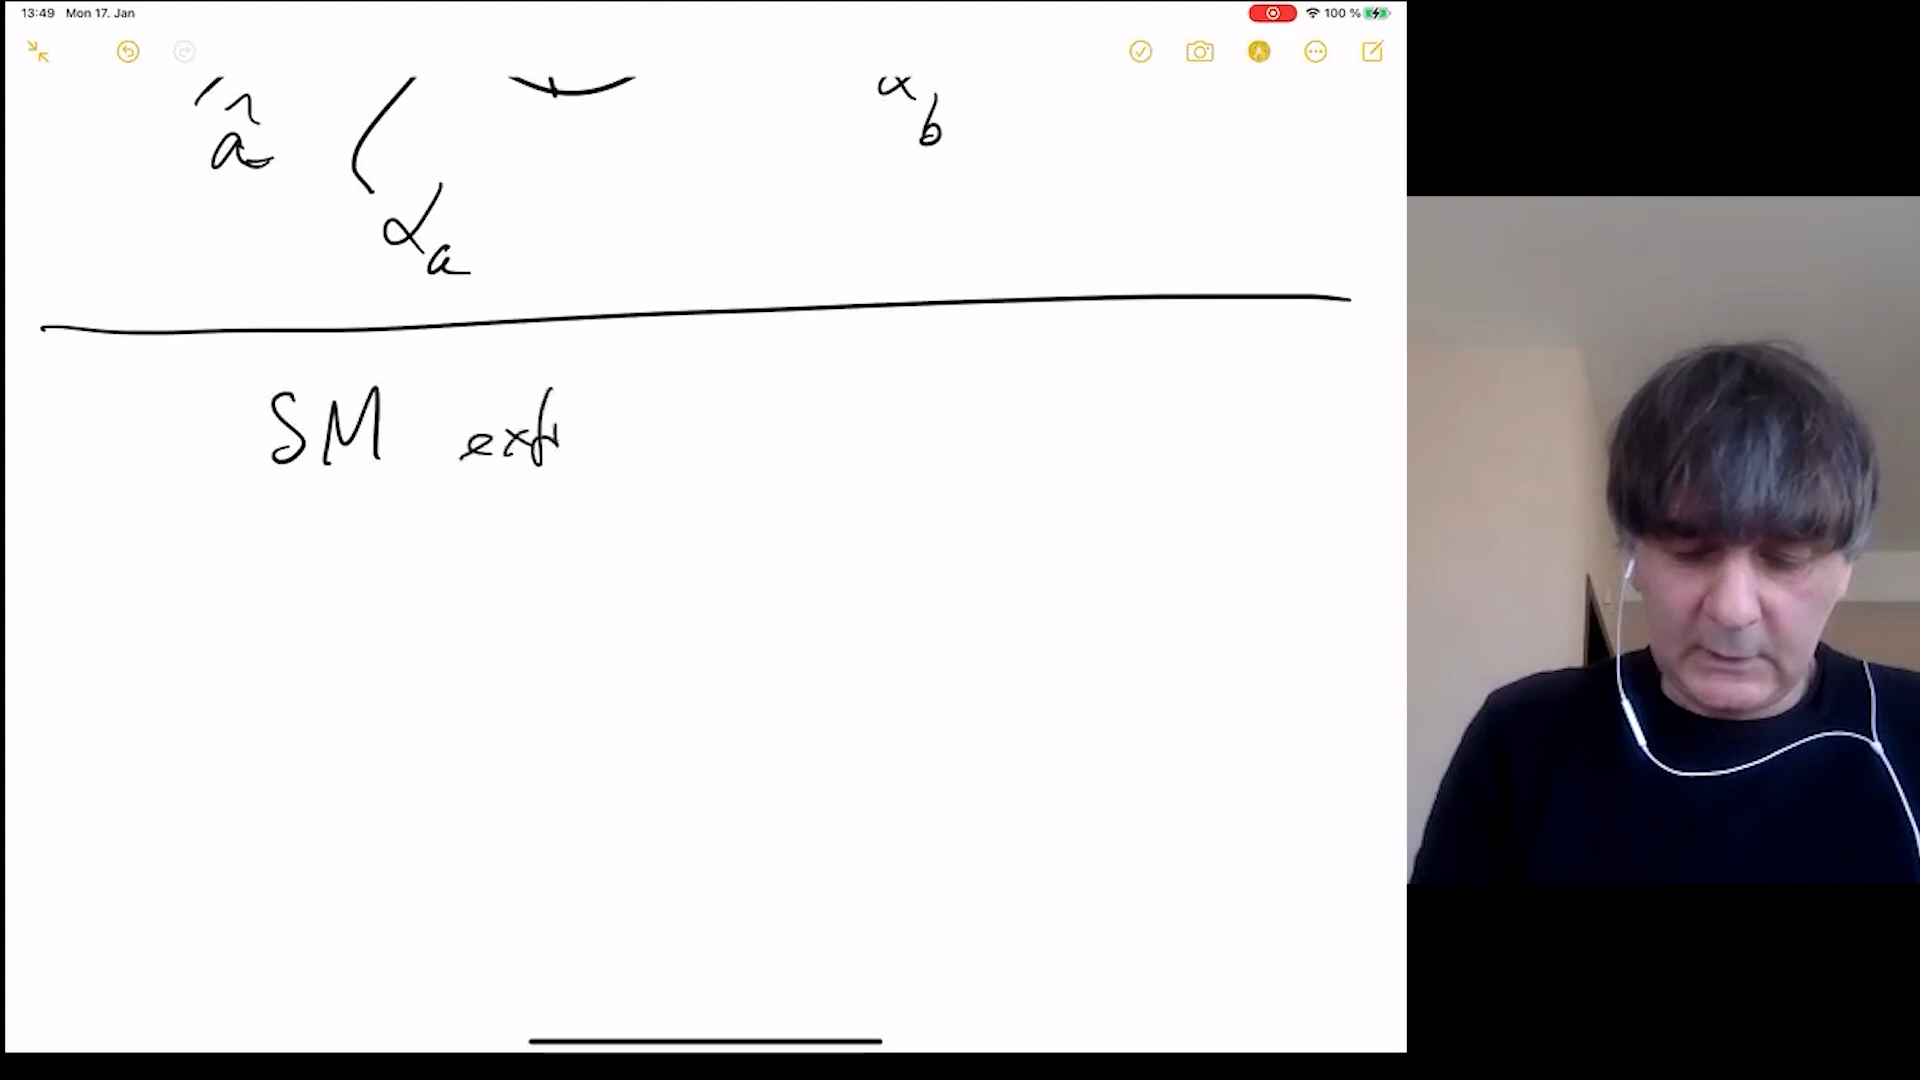 13:49 Mon 17. Jan 100 %
â
α
b
α
a
SM ext